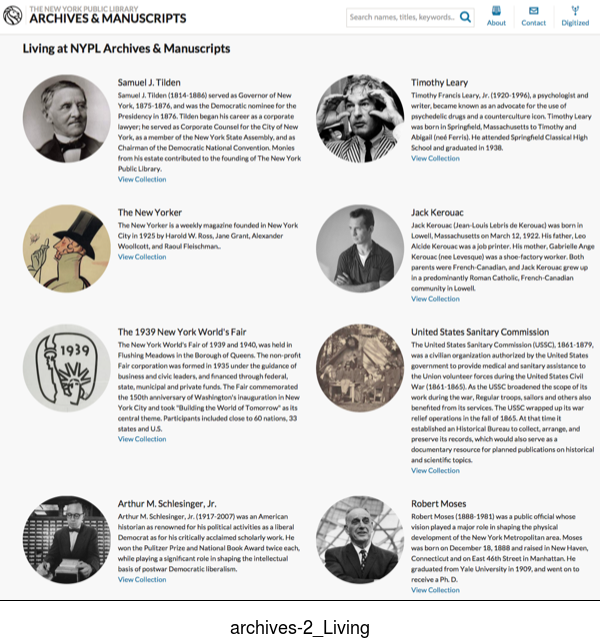 THE NEW YORK PUBLIC LIBRARY
ARCHIVES & MANUSCRIPTS
Search names, titles, keywords..
About
Contact
Digitized
Living at NYPL Archives & Manuscripts
Samuel J. Tilden
Samuel J. Tilden (1814-1886) served as Governor of New
York, 1875-1876, and was the Democratic nominee for the
Presidency in 1876. Tilden began his career as a corporate
lawyer; he served as Corporate Counsel for the City of New
York, as a member of the New York State Assembly, and as
Chairman of the Democratic National Convention. Monies
from his estate contributed to the founding of The New York
Public Library.
View Collection
Timothy Leary
Timothy Francis Leary, Jr. (1920-1996), a psychologist and
writer, became known as an advocate for the use of
psychedelic drugs and a counterculture icon. Timothy Leary
was born in Springfield, Massachusetts to Timothy and
Abigail (neé Ferris). He attended Springfield Classical High
School and graduated in 1938.
View Collection
The New Yorker
The New Yorker is a weekly magazine founded in New York
City in 1925 by Harold W. Ross, Jane Grant, Alexander
Woollcott, and Raoul Fleischman.
View Collection
Jack Kerouac
Jack Kerouac (Jean-Louis Lebris de Kerouac) was born in
Lowell, Massachusetts on March 12, 1922. His father, Leo
Alcide Kerouac was a job printer. His mother, Gabrielle Ange
Kerouac (nee Levesque) was a shoe-factory worker. Both
parents were French-Canadian, and Jack Kerouac grew up
in a predominantly Roman Catholic, French-Canadian
community in Lowell.
View Collection
1939
The 1939 New York World's Fair
The New York World's Fair of 1939 and 1940, was held in
Flushing Meadows in the Borough of Queens. The non-profit
Fair corporation was formed in 1935 under the guidance of
business and civic leaders, and financed through federal,
state, municipal and private funds. The Fair commemorated
the 150th anniversary of Washington's inauguration in New
York City and took "Building the World of Tomorrow" as its
central theme. Participants included close to 60 nations, 33
states and U.S.
View Collection
United States Sanitary Commission
The United States Sanitary Commission (USSC), 1861-1879,
was a civilian organization authorized by the United States
government to provide medical and sanitary assistance to
the Union volunteer forces during the United States Civil
War (1861-1865). As the USSC broadened the scope of its
work during the war, Regular troops, sailors and others also
benefited from its services. The USSC wrapped up its war
relief operations in the fall of 1865. At that time it
established an Historical Bureau to collect, arrange, and
preserve its records, which would also serve as a
documentary resource for planned publications on historical
and scientific topics.
View Collection
Arthur M. Schlesinger, Jr.
Arthur M. Schlesinger, Jr. (1917-2007) was an American
historian as renowned for his political activities as a liberal
Democrat as for his critically acclaimed scholarly work. He
won the Pulitzer Prize and National Book Award twice each,
while playing a significant role in shaping the intellectual
basis of postwar Democratic liberalism.
View Collection
Robert Moses
Robert Moses (1888-1981) was a public official whose
vision played a major role in shaping the physical
development of the New York Metropolitan area. Moses
was born on December 18, 1888 and raised in New Haven,
Connecticut and on East 46th Street in Manhattan. He
graduated from Yale University in 1909, and went on to
receive a Ph. D.
View Collection
archives-2_Living